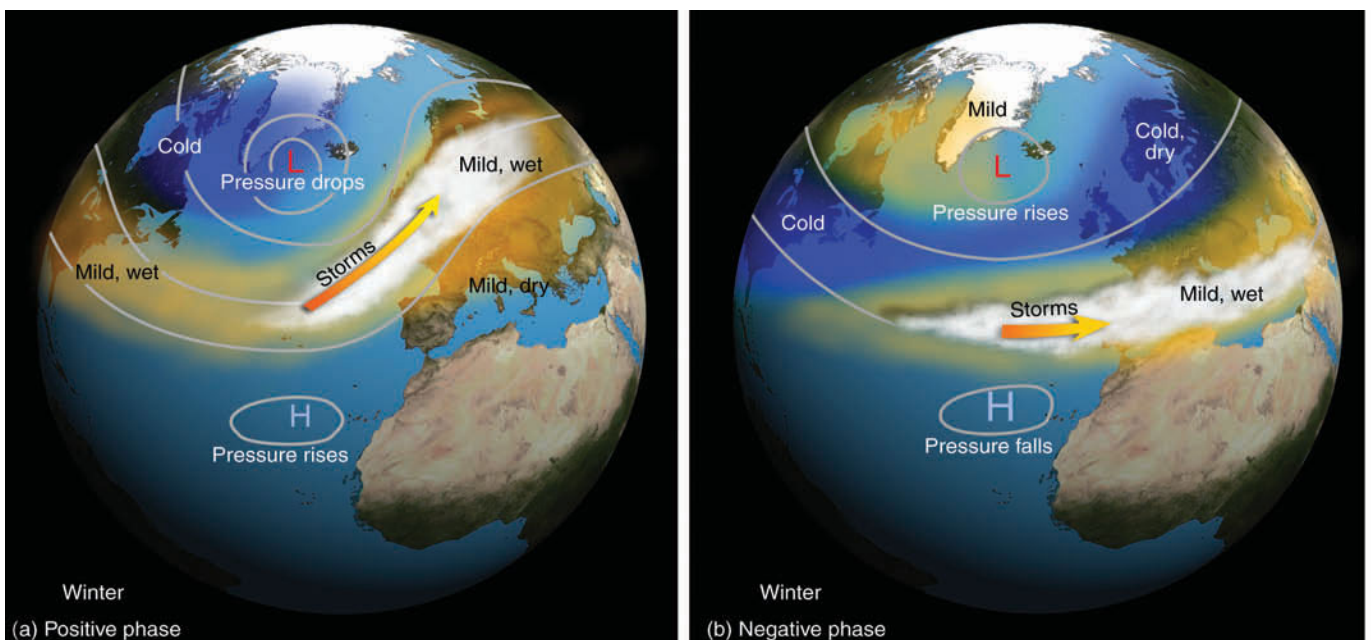 Cold
L
Pressure drops
Mild, wet
Storms
Mild, wet
Mild, dry
H
Pressure rises
Winter
(a) Positive phase
Mild
Cold,
dry
L
Pressure rises
Cold
Storms
Mild, wet
H
Pressure falls
Winter
(b) Negative phase